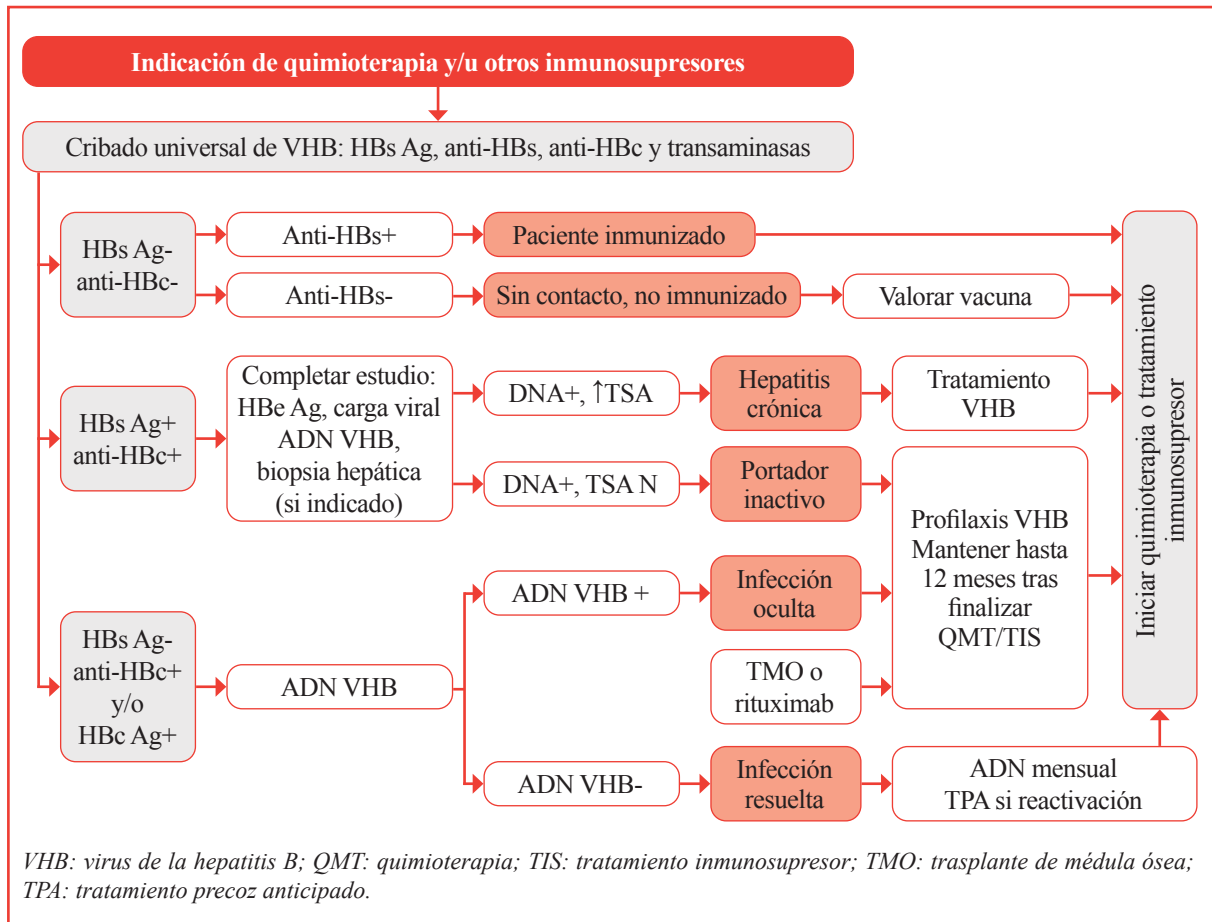 Indicación de quimioterapia y/u otros inmunosupresores
Cribado universal de VHB: HBs Ag, anti-HBs, anti-HBc y transaminasas
HBs Ag-
anti-HBc-
Anti-HBs+
Paciente inmunizado
Anti-HBs-
Sin contacto, no imnunizado
Valorar vacuna
HBs Ag+
anti-HBc+
Completar estudio:
HBe Ag, carga viral
ADN VHB,
biopsia hepática
(si indicado)
DNA+, ↑TSA
Hepatitis
crónica
Tratamiento
VHB
DNA+, TSA N
Portador
inactivo
Profilaxis VHB
Mantener hasta
12 meses tras
finalizar
QMT/TIS
HBs Ag-
anti-HBc+
y/o
HBc Ag+
ADN VHB
ADN VHB +
Infección
oculta
TMO o
rituximab
ADN VHB-
Infección
resuelta
ADN mensual
TPA si reactivación
Iniciar quimioterapia o tratamiento
inmunosupresor
VHB: virus de la hepatitis B; QMT: quimioterapia; TIS: tratamiento inmunosupresor; TMO: trasplante de médula ósea;
TPA: tratamiento precoz anticipado.